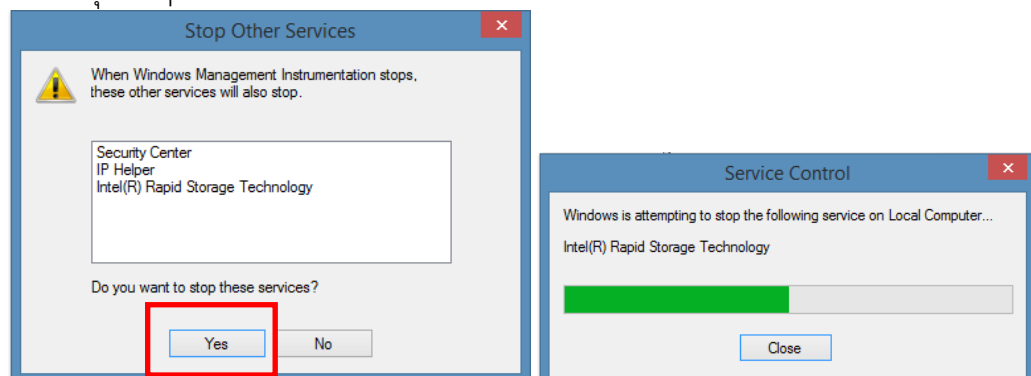 Stop Other Services
When Windows Management Instrumentation stops,
these other services will also stop.
Security Center
IP Helper
Intel(R) Rapid Storage Technology
Do you want to stop these services?
Yes No
Service Control
Windows is attempting to stop the following service on Local Computer...
Intel(R) Rapid Storage Technology
Close